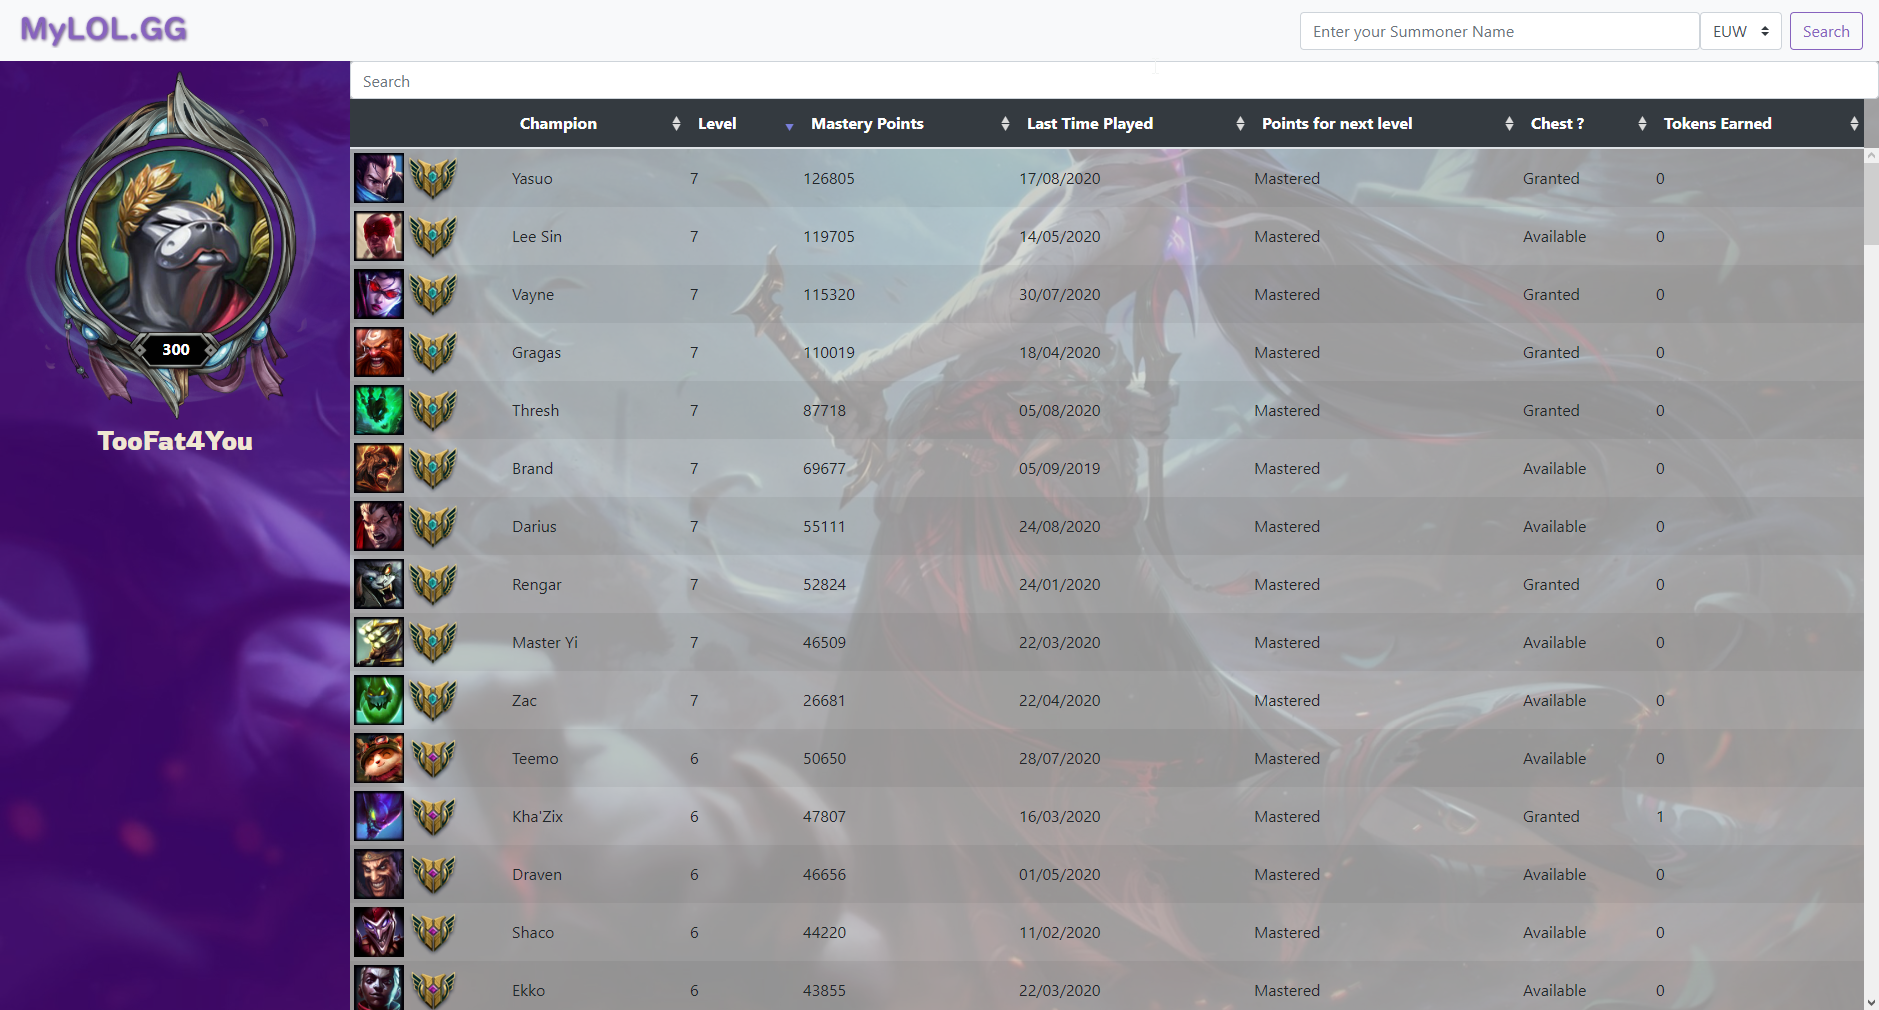 MyLOL.GG
Enter your Summoner Name EUW Search
Search
Champion Level Mastery Points Last Time Played Points for next level Chest ? Tokens Earned
Yasuo 7 126805 17/08/2020 Mastered Granted 0
Lee Sin 7 119705 14/05/2020 Mastered Available 0
Vayne 7 115320 30/07/2020 Mastered Granted 0
Gragas 7 110019 18/04/2020 Mastered Granted 0
300
Thresh 7 87718 05/08/2020 Mastered Granted 0
TooFat4You
Brand 7 69677 05/09/2019 Mastered Available 0
Darius 7 55111 24/08/2020 Mastered Available 0
Rengar 7 52824 24/01/2020 Mastered Granted 0
Master Yi 7 46509 22/03/2020 Mastered Available 0
Zac 7 26681 22/04/2020 Mastered Available 0
Teemo 6 50650 28/07/2020 Mastered Available 0
Kha'Zix 6 47807 16/03/2020 Mastered Granted 1
Draven 6 46656 01/05/2020 Mastered Available 0
Shaco 6 44220 11/02/2020 Mastered Available 0
Ekko 6 43855 22/03/2020 Mastered Available 0